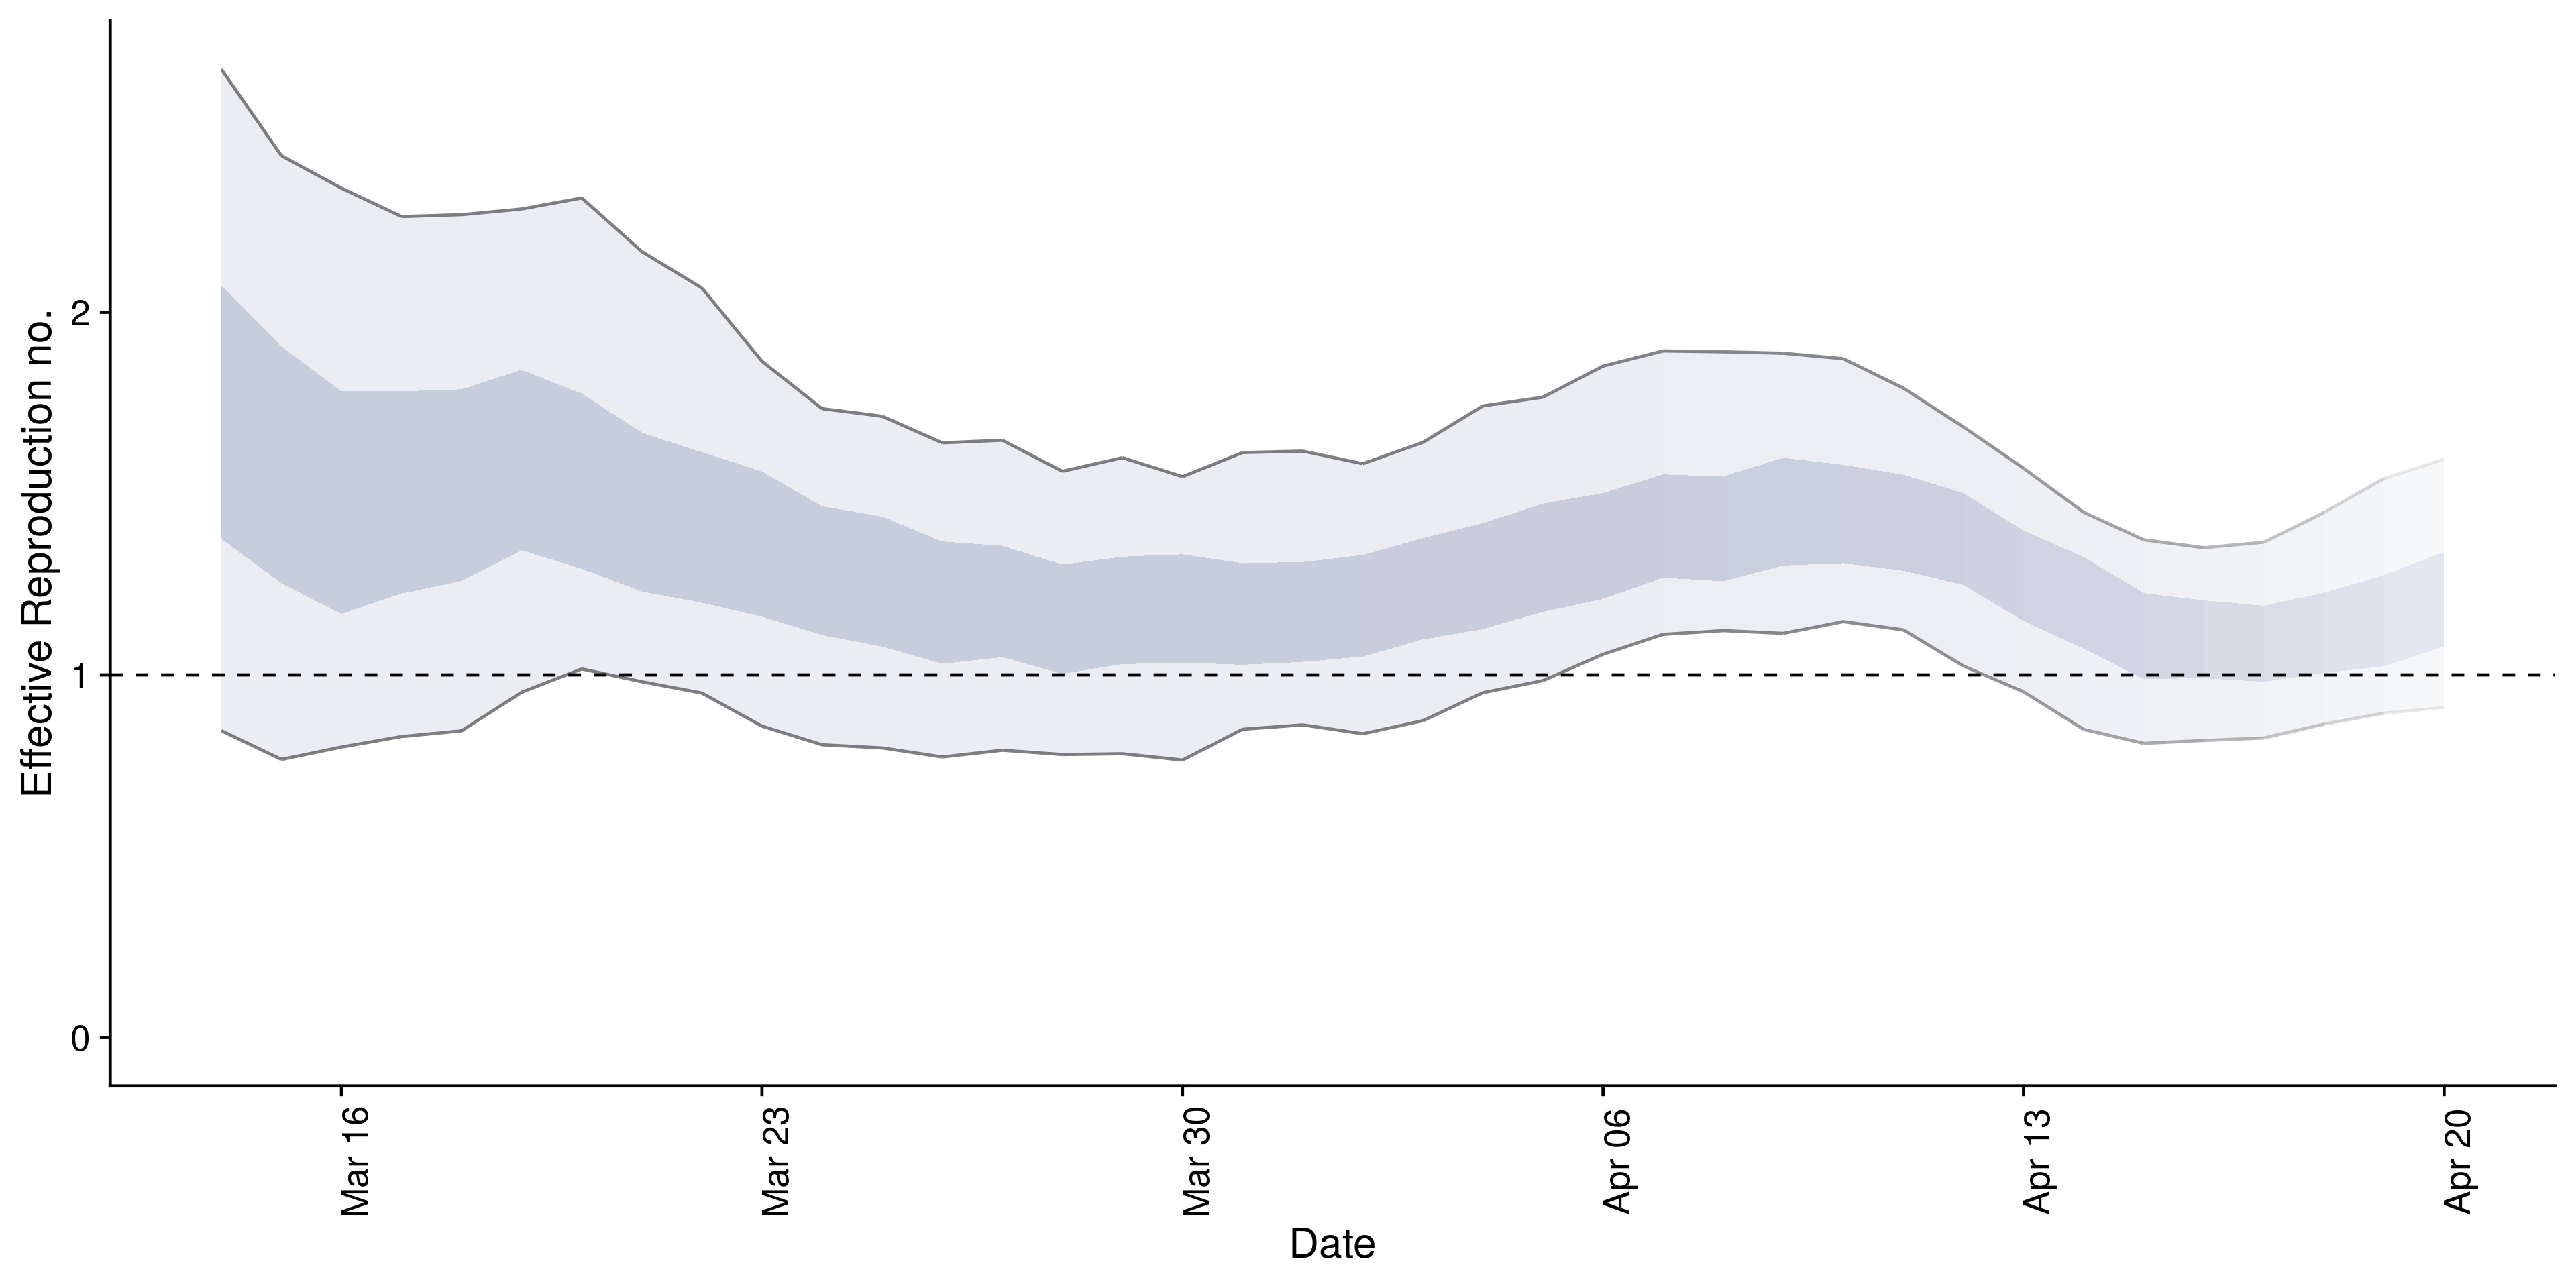 Effective Reproduction no.
2
1
0
Mar 16
Mar 23
Mar 30
Apr 06
Apr 13
Apr 20
Date